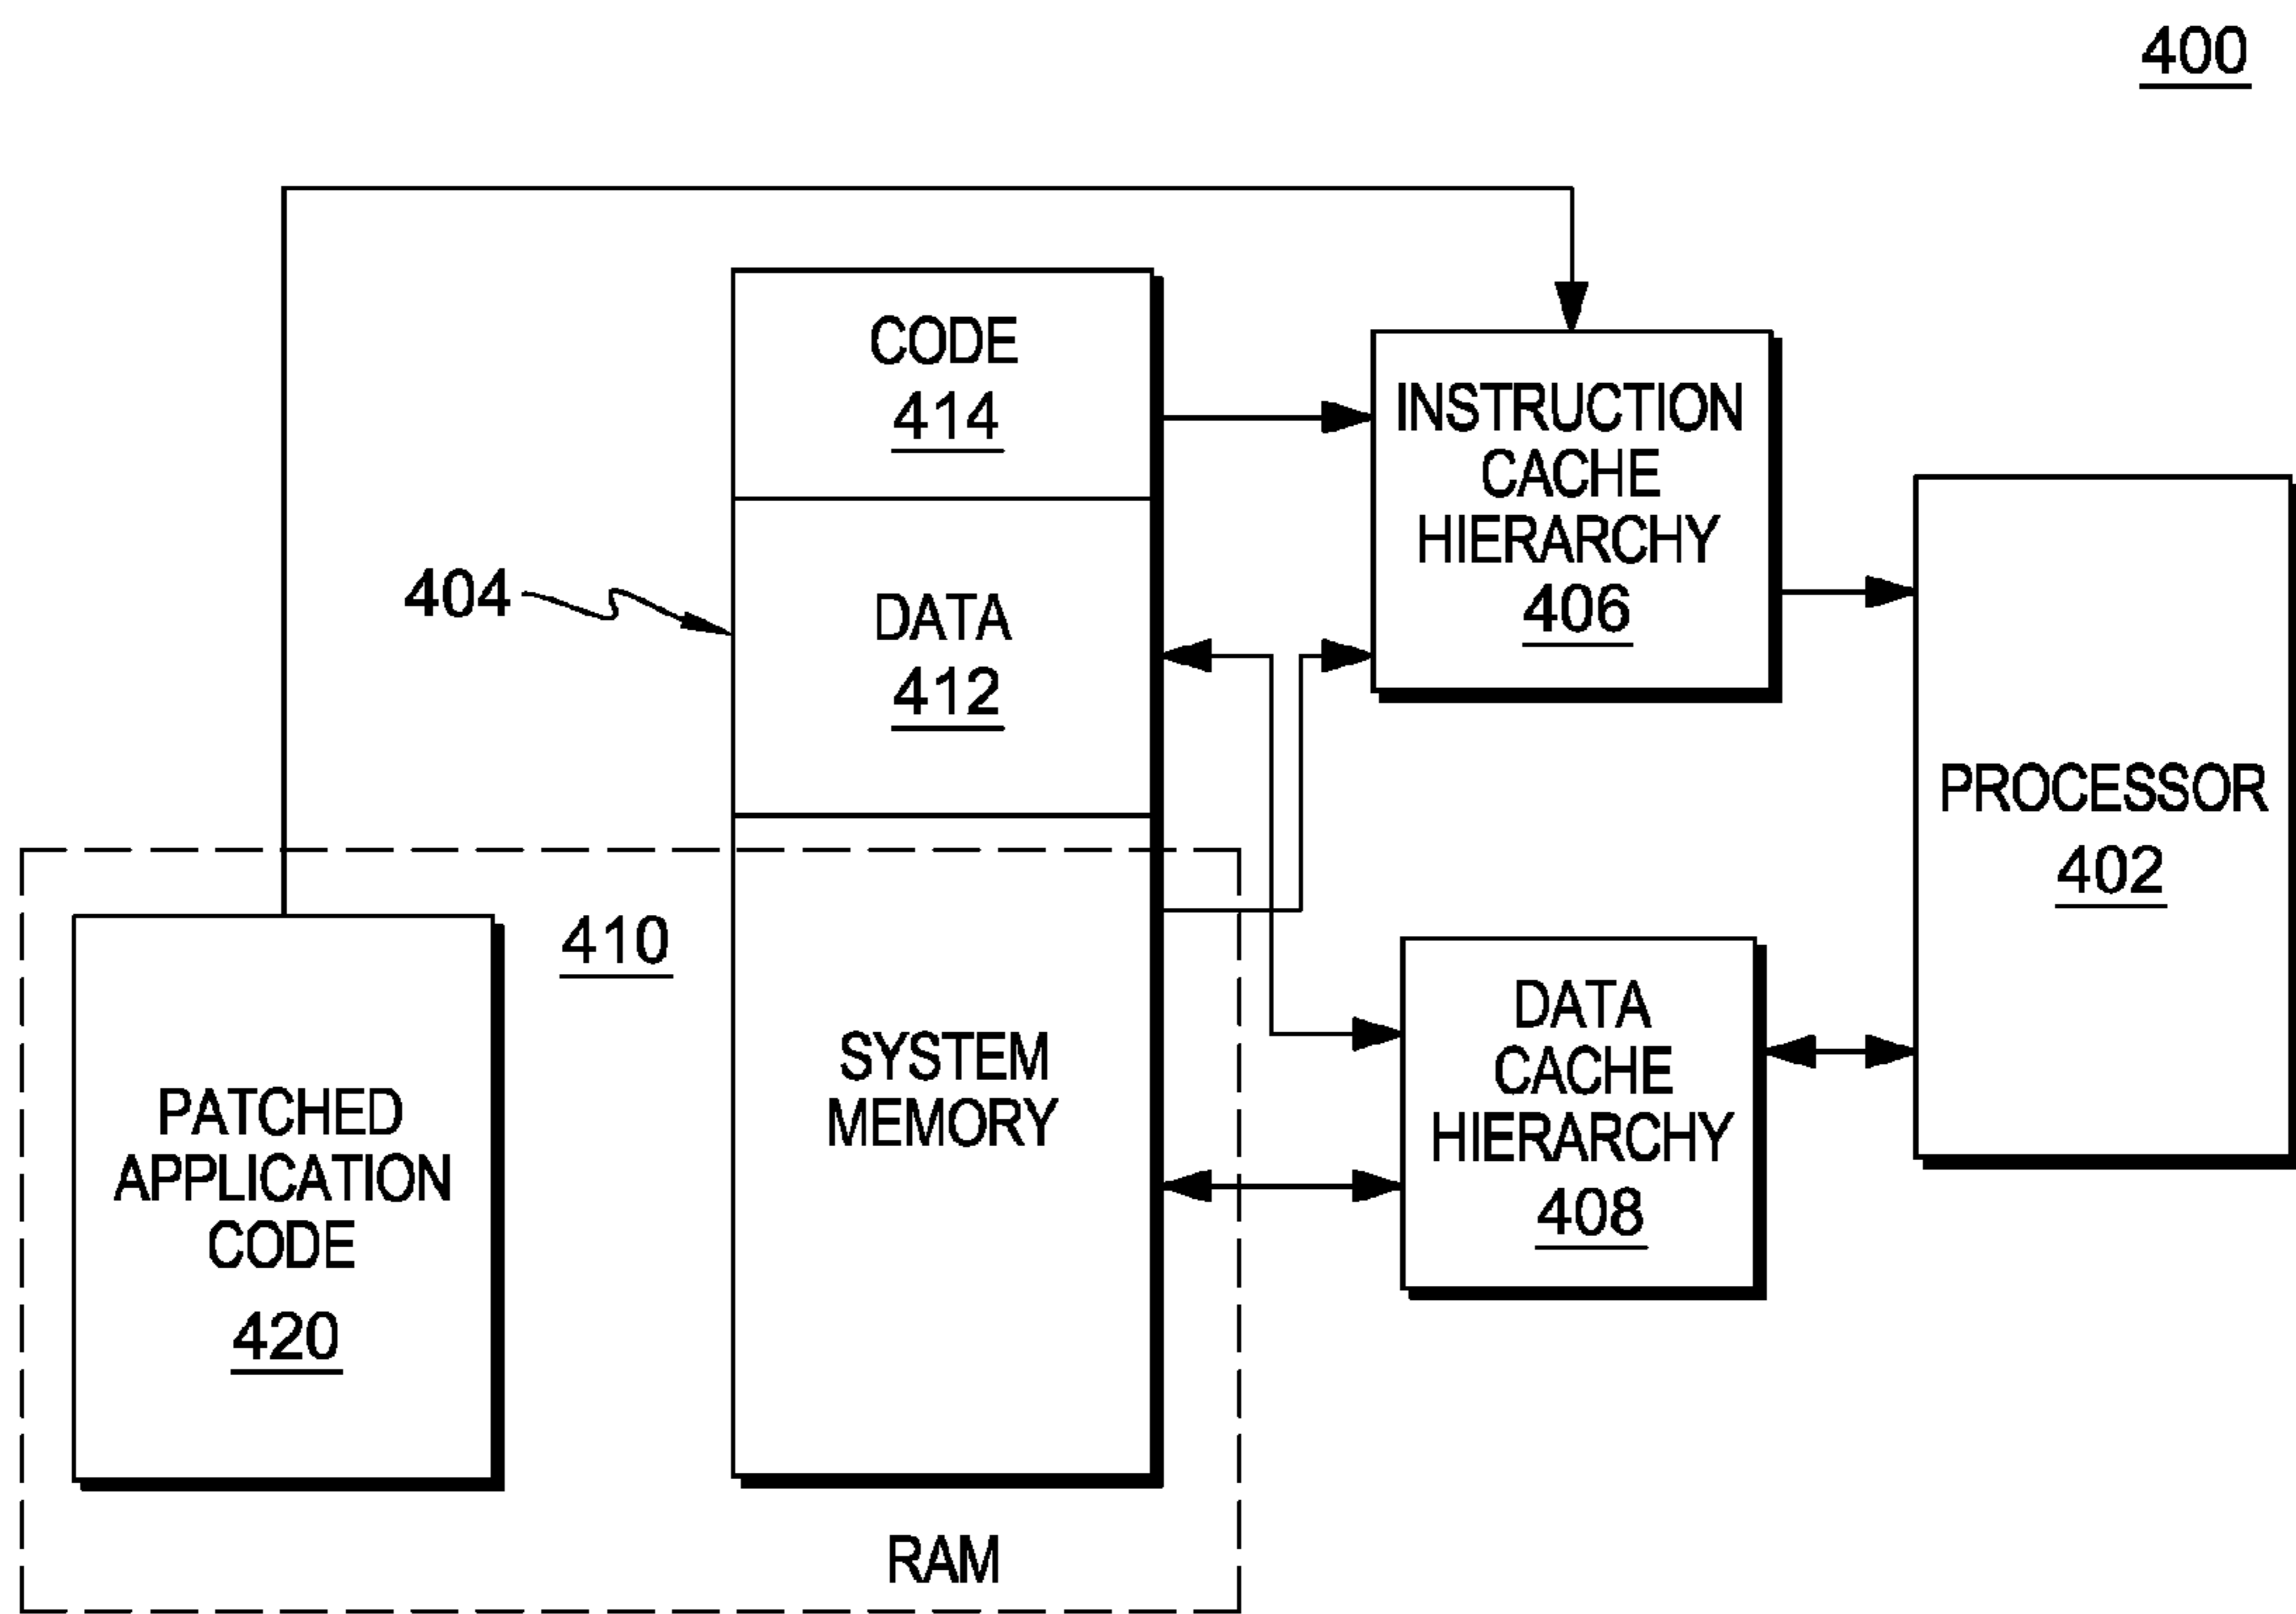 400
CODE
414
INSTRUCTION
CACHE
HIERARCHY
406
404
DATA
412
PROCESSOR
402
410
SYSTEM
MEMORY
DATA
CACHE
HIERARCHY
408
PATCHED
APPLICATION
CODE
420
RAM